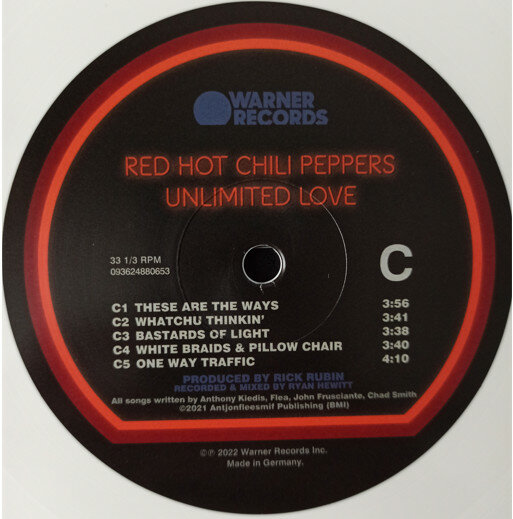 WARNER
RECORDS
RED HOT CHILI PEPPERS
UNLIMITED LOVE
33 1/3 RPM
093624880653
C
C1 THESE ARE THE WAYS 3:56
C2 WHATCHU THINKIN' 3:41
C3 BASTARDS OF LIGHT 3:38
C4 WHITE BRAIDS & PILLOW CHAIR 3:40
C5 ONE WAY TRAFFIC 4:10
PRODUCED BY RICK RUBIN
RECORDED & MIXED BY RYAN HEWITT
All songs written by Anthony Kiedis, Flea, John Frusciante, Chad Smith
©2021 Antjonfleesmif Publishing (BMI)
©℗ 2022 Warner Records Inc.
Made in Germany.